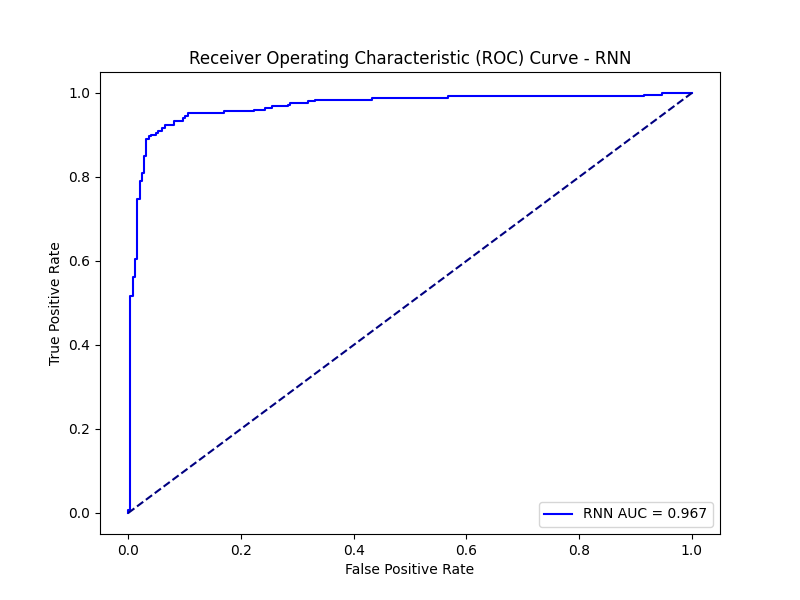 Receiver Operating Characteristic (ROC) Curve - RNN
True Positive Rate
1.0
0.8
0.6
0.4
0.2
0.0
0.0 0.2 0.4 0.6 0.8 1.0
False Positive Rate
RNN AUC = 0.967